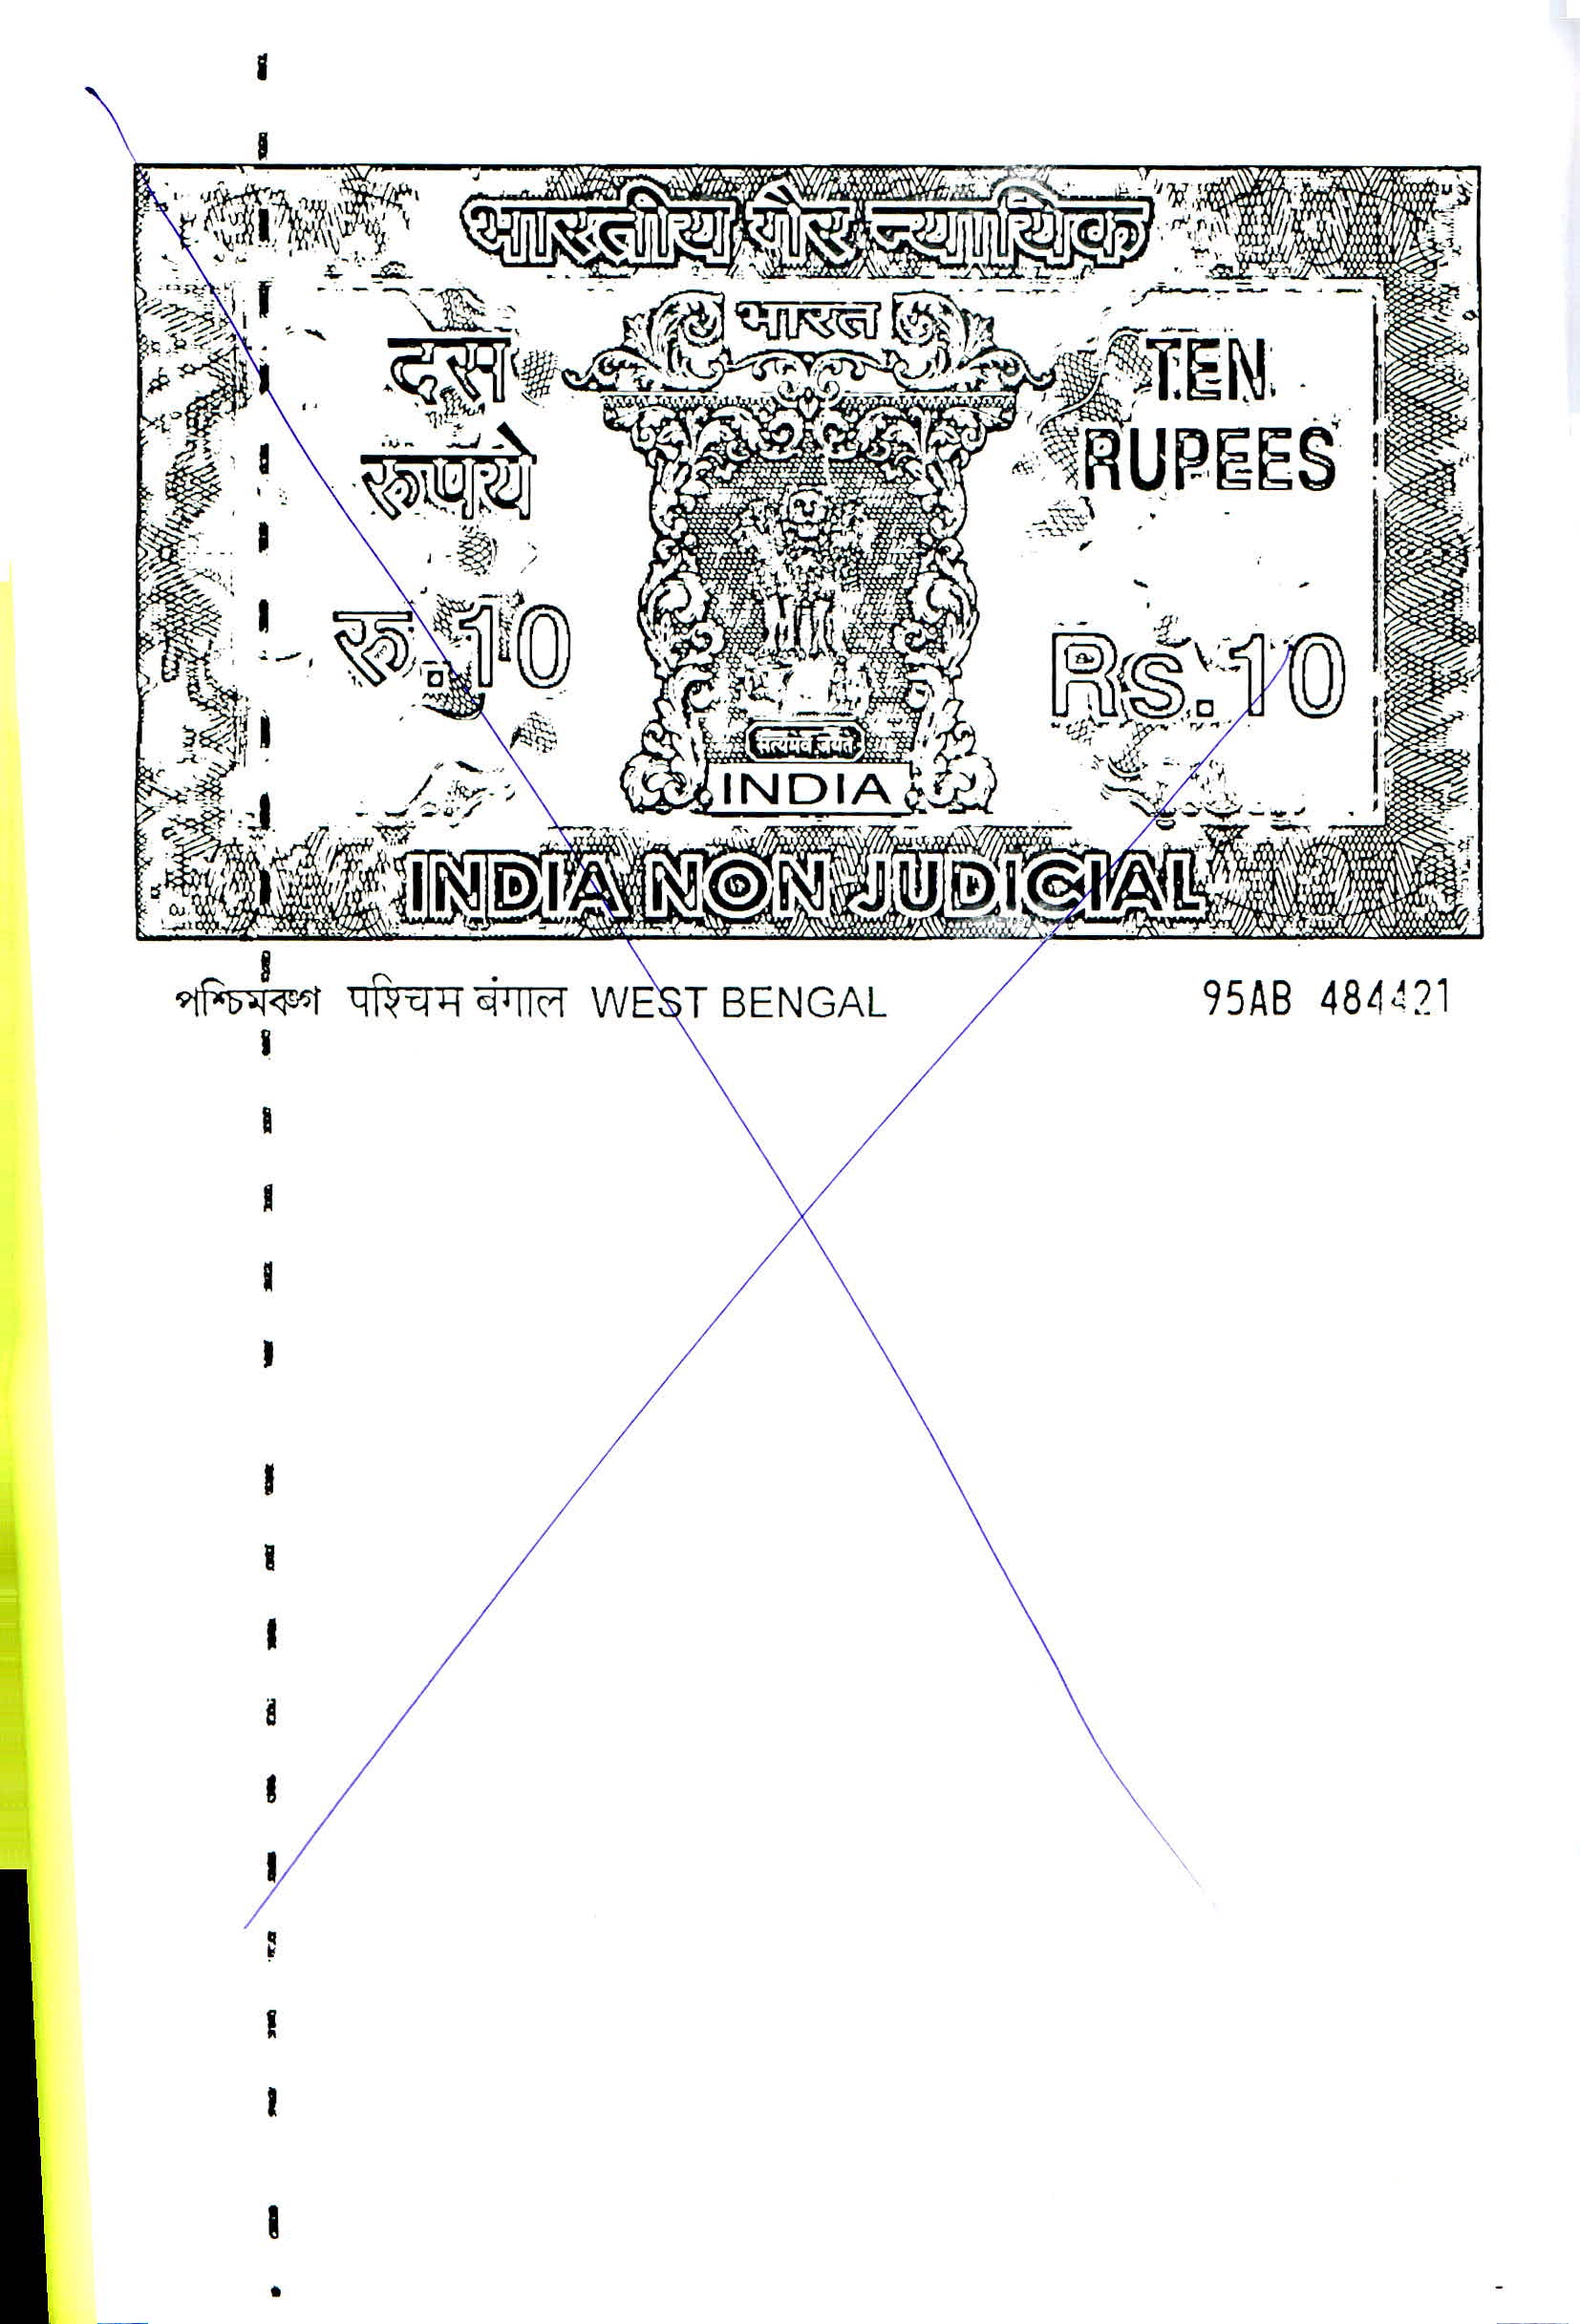 भारतीय गैर न्यायिक
भारत
दस
रूपये
TEN
RUPEES
रु.10
Rs.10
सत्यमेव जयते
INDIA
INDIA NON JUDICIAL
পশ্চিমবঙ্গ पश्चिम बंगाल WEST BENGAL
95AB 484421